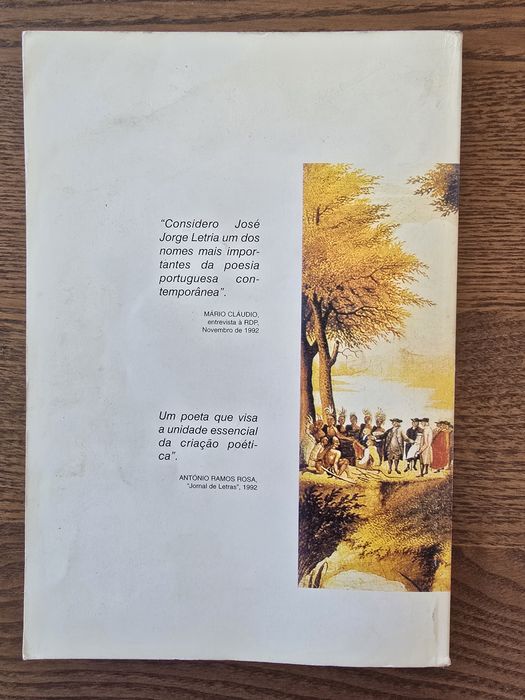 “Considero José
Jorge Letria um dos
nomes mais impor-
tantes da poesia
portuguesa con-
temporânea”.
MÁRIO CLÁUDIO,
entrevista à RDP,
Novembro de 1992
Um poeta que visa
a unidade essencial
da criação poéti-
ca”.
ANTÓNIO RAMOS ROSA,
“Jornal de Letras”, 1992